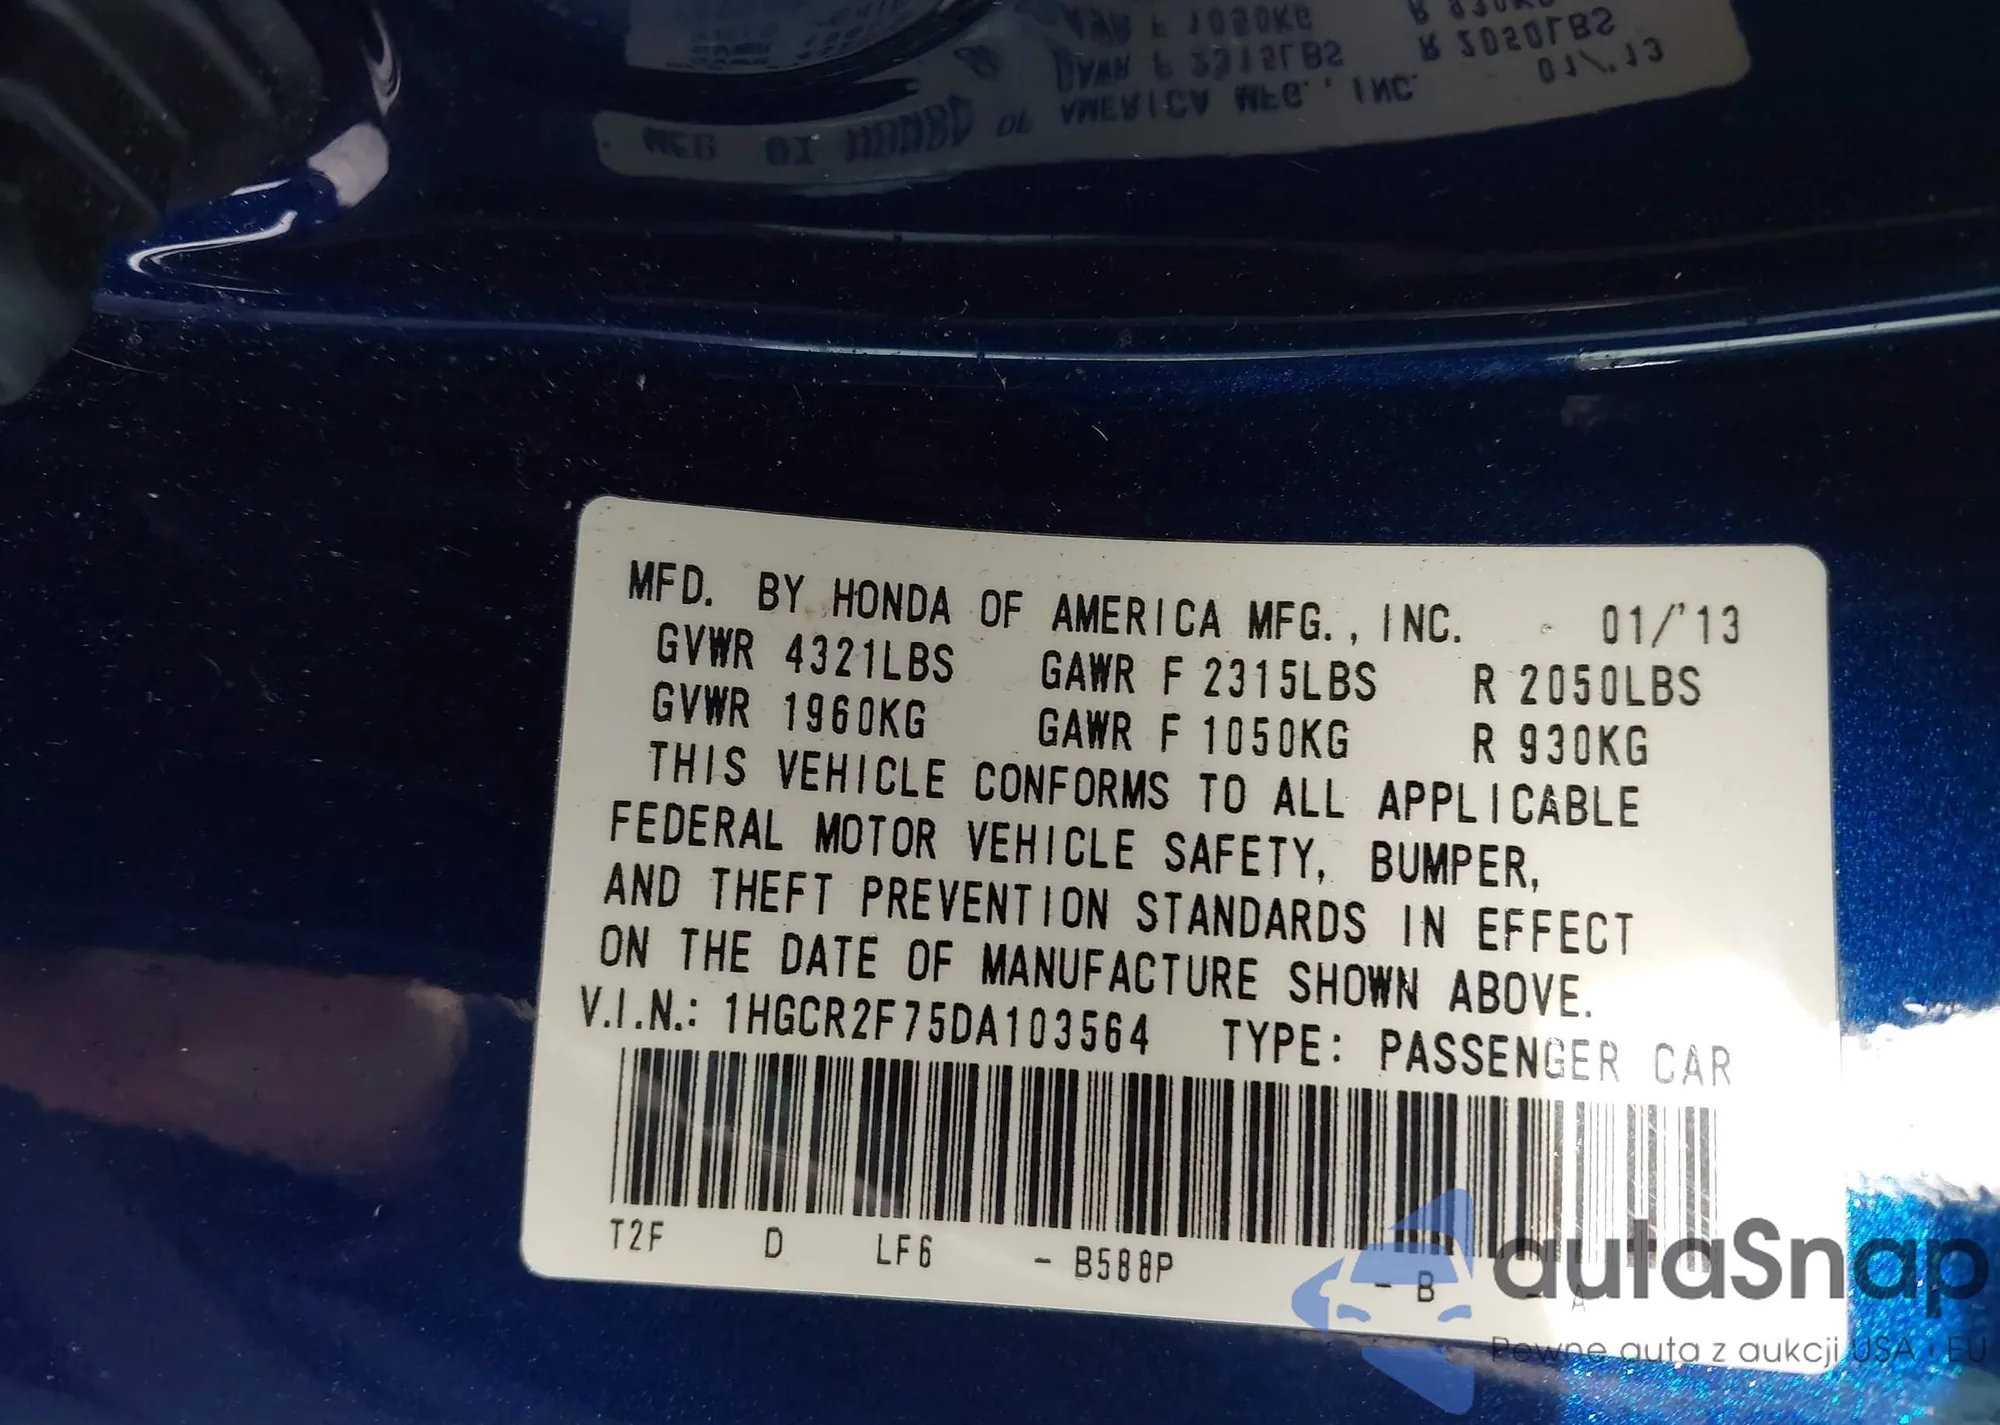 MFD. BY HONDA OF AMERICA MFG., INC. 01/'13
GVWR 4321LBS GAWR F 2315LBS R 2050LBS
GVWR 1960KG GAWR F 1050KG R 930KG
THIS VEHICLE CONFORMS TO ALL APPLICABLE
FEDERAL MOTOR VEHICLE SAFETY, BUMPER,
AND THEFT PREVENTION STANDARDS IN EFFECT
ON THE DATE OF MANUFACTURE SHOWN ABOVE.
V.I.N.: 1HGCR2F75DA103564 TYPE: PASSENGER CAR
T2F D LF6 - B588P - B - A
autaSnap
Pewne auta z aukcji USA i EU